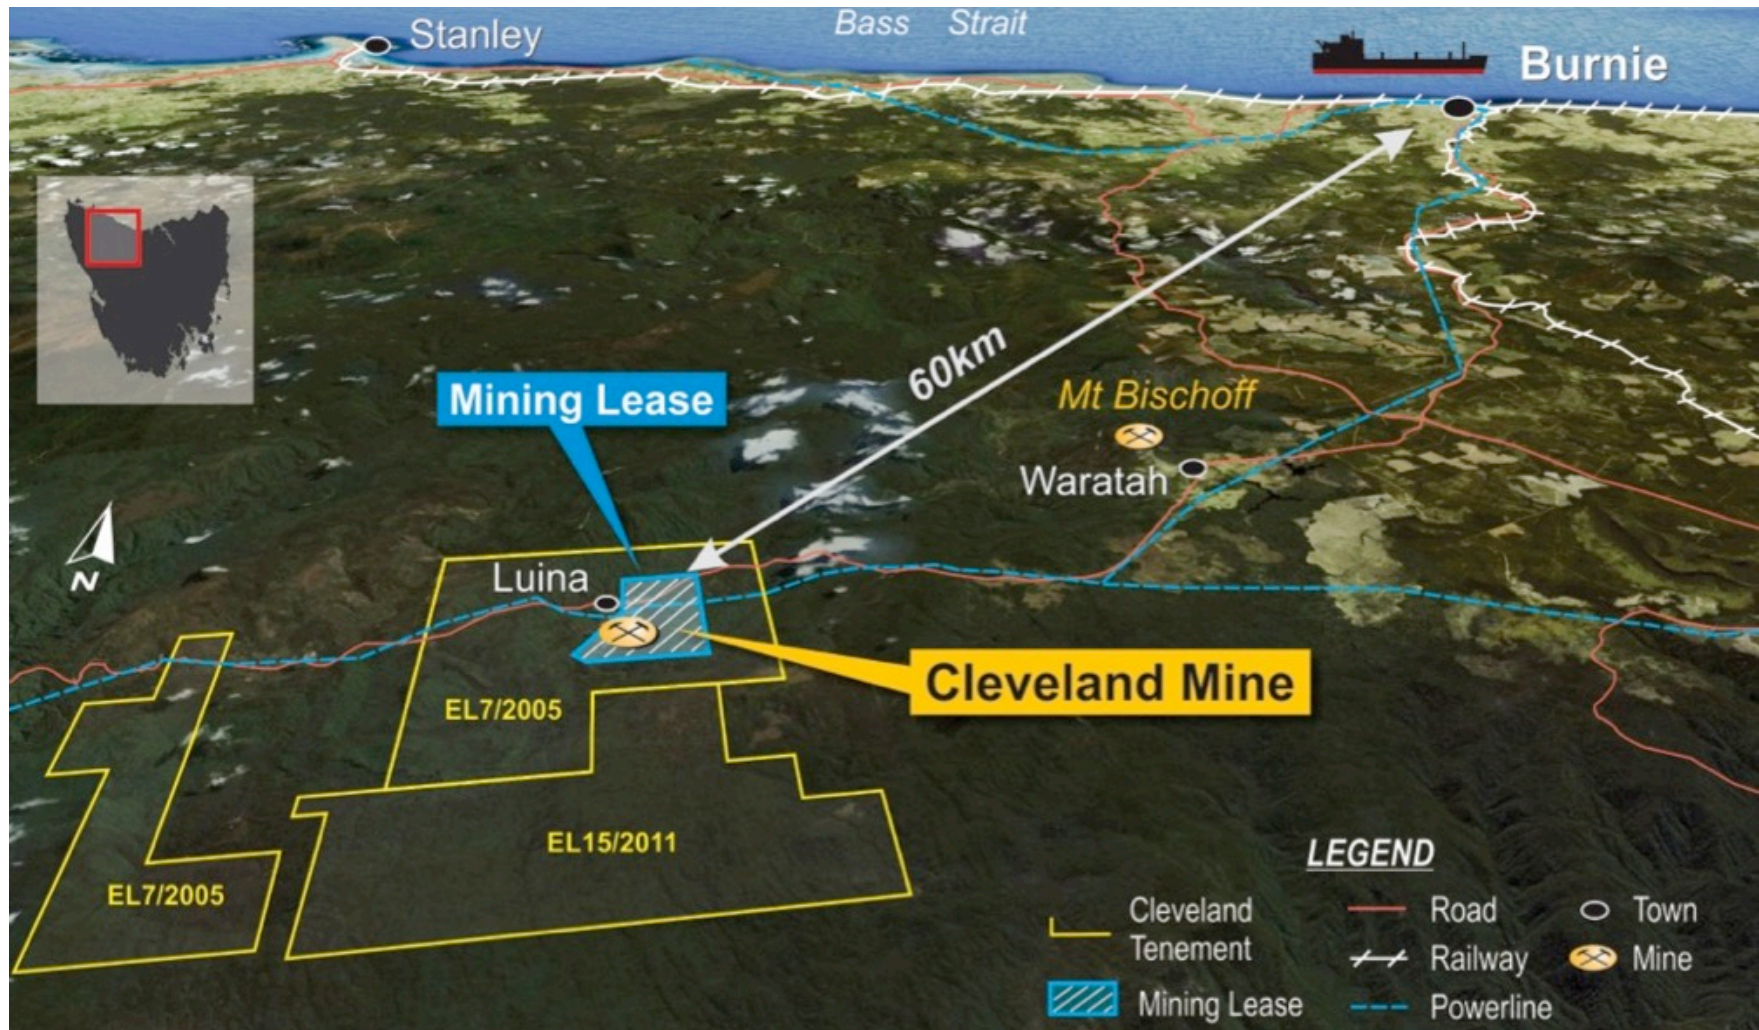 Bass Strait
Stanley
Burnie
60km
Mining Lease
Mt Bischoff
Waratah
N
Luina
Cleveland Mine
EL7/2005
EL15/2011
EL7/2005
LEGEND
Cleveland
Tenement
Mining Lease
Road
Railway
Powerline
Town
Mine